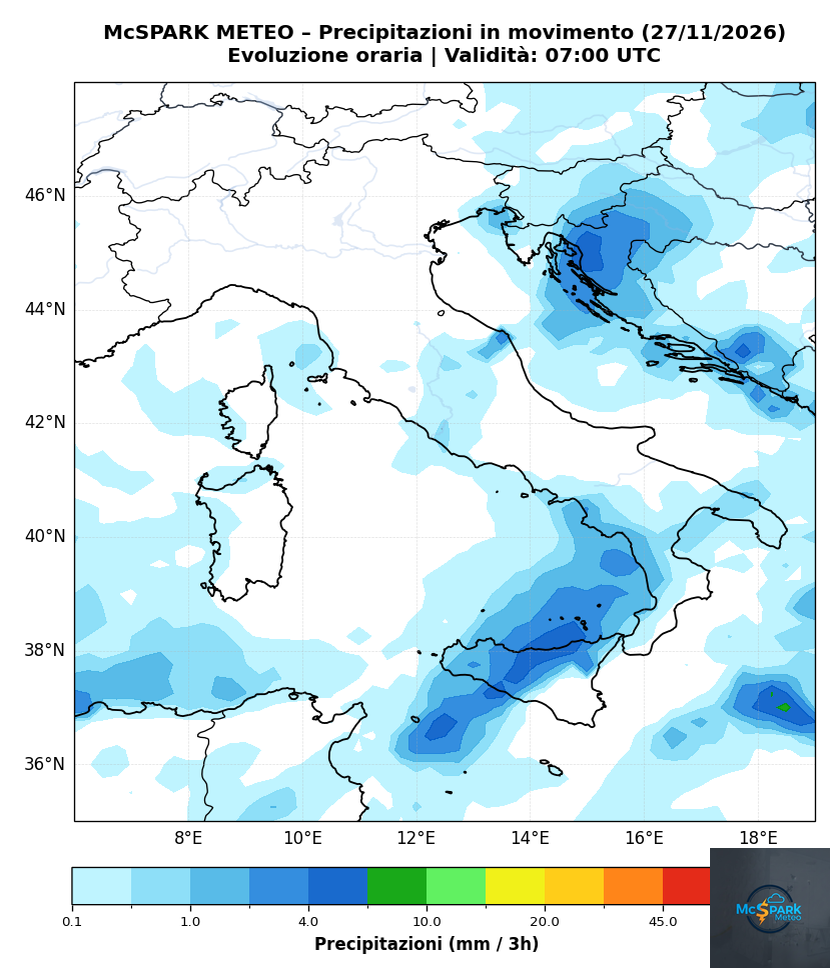 McSPARK METEO – Precipitazioni in movimento (27/11/2026)
Evoluzione oraria | Validità: 07:00 UTC
46°N
44°N
42°N
40°N
38°N
36°N
8°E 10°E 12°E 14°E 16°E 18°E
0.1 1.0 4.0 10.0 20.0 45.0
Precipitazioni (mm / 3h)
McSPARK
Meteo